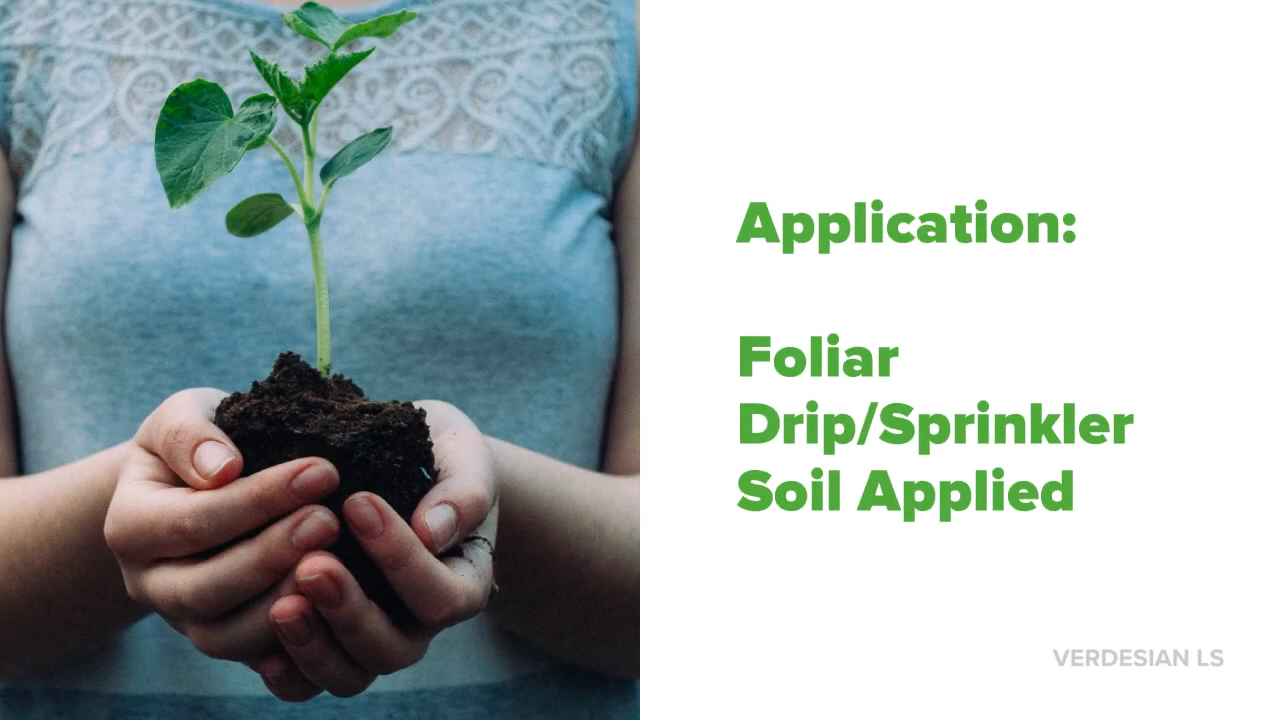 Application:
Foliar
Drip/Sprinkler
Soil Applied
VERDESIAN LS